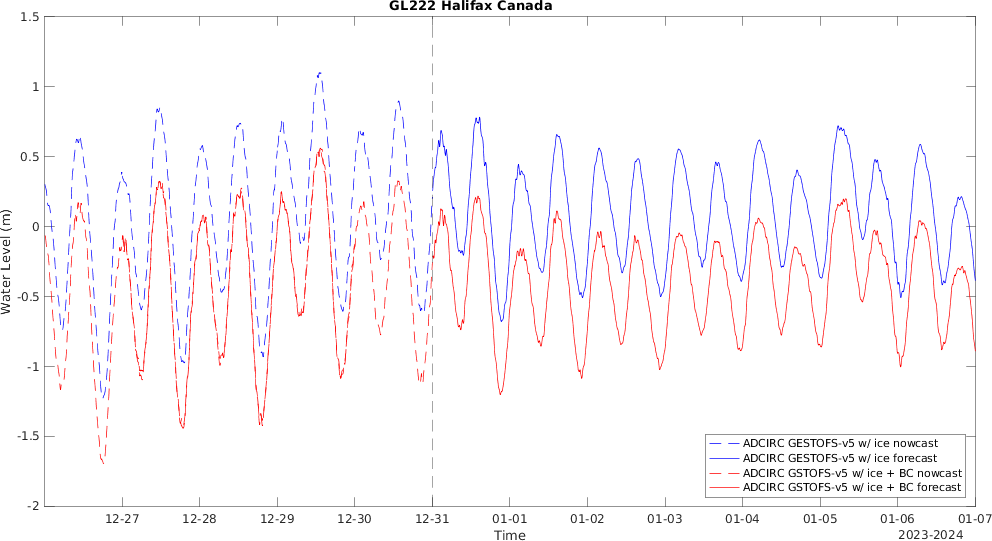 GL222 Halifax Canada
1.5
1
0.5
0
-0.5
-1
-1.5
-2
Water Level (m)
ADCIRC GESTOFS-v5 w/ ice nowcast
ADCIRC GESTOFS-v5 w/ ice forecast
ADCIRC GSTOFS-v5 w/ ice + BC nowcast
ADCIRC GSTOFS-v5 w/ ice + BC forecast
12-27 12-28 12-29 12-30 12-31 01-01 01-02 01-03 01-04 01-05 01-06 01-07
Time
2023-2024